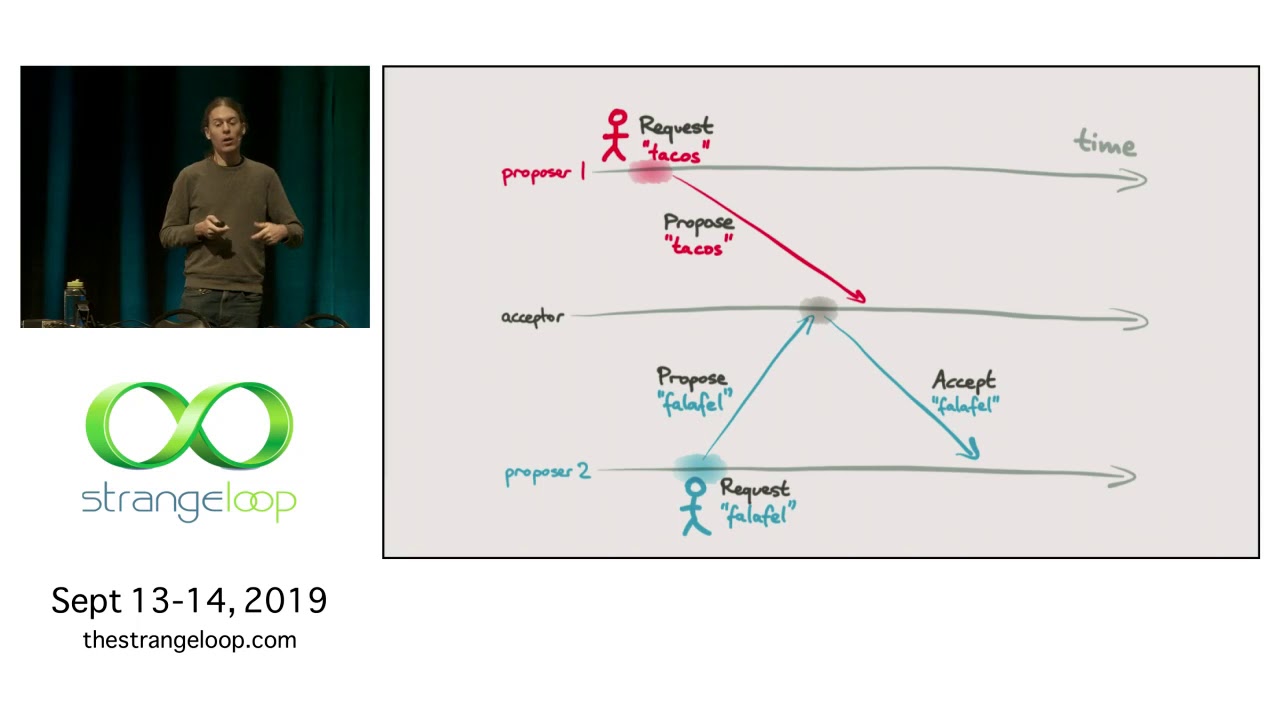 Request
"tacos"
time
proposer 1
Propose
"tacos"
acceptor
Propose
"falafel"
Accept
"falafel"
proposer 2
Request
"falafel"
strangeloop
Sept 13-14, 2019
thestrangeloop.com